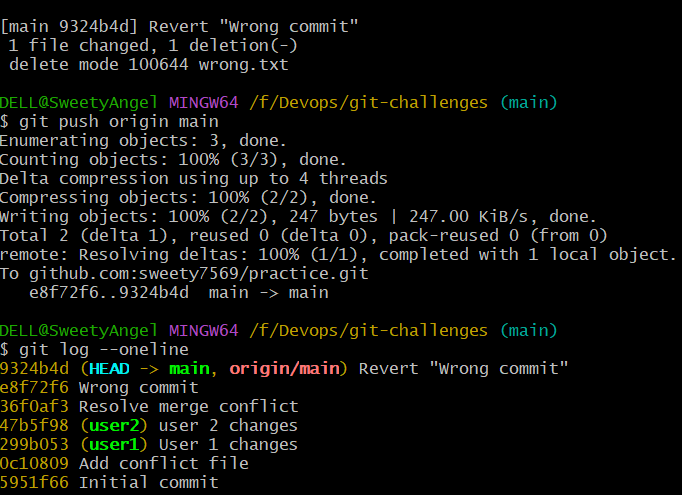 [main 9324b4d] Revert "Wrong commit"
 1 file changed, 1 deletion(-)
 delete mode 100644 wrong.txt
DELL@SweetyAngel MINGW64 /f/Devops/git-challenges (main)
$ git push origin main
Enumerating objects: 3, done.
Counting objects: 100% (3/3), done.
Delta compression using up to 4 threads
Compressing objects: 100% (2/2), done.
Writing objects: 100% (2/2), 247 bytes | 247.00 KiB/s, done.
Total 2 (delta 1), reused 0 (delta 0), pack-reused 0 (from 0)
remote: Resolving deltas: 100% (1/1), completed with 1 local object.
To github.com:sweety7569/practice.git
   e8f72f6..9324b4d  main -> main
DELL@SweetyAngel MINGW64 /f/Devops/git-challenges (main)
$ git log --oneline
9324b4d (HEAD -> main, origin/main) Revert "Wrong commit"
e8f72f6 Wrong commit
36f0af3 Resolve merge conflict
47b5f98 (user2) user 2 changes
299b053 (user1) User 1 changes
0c10809 Add conflict file
5951f66 Initial commit